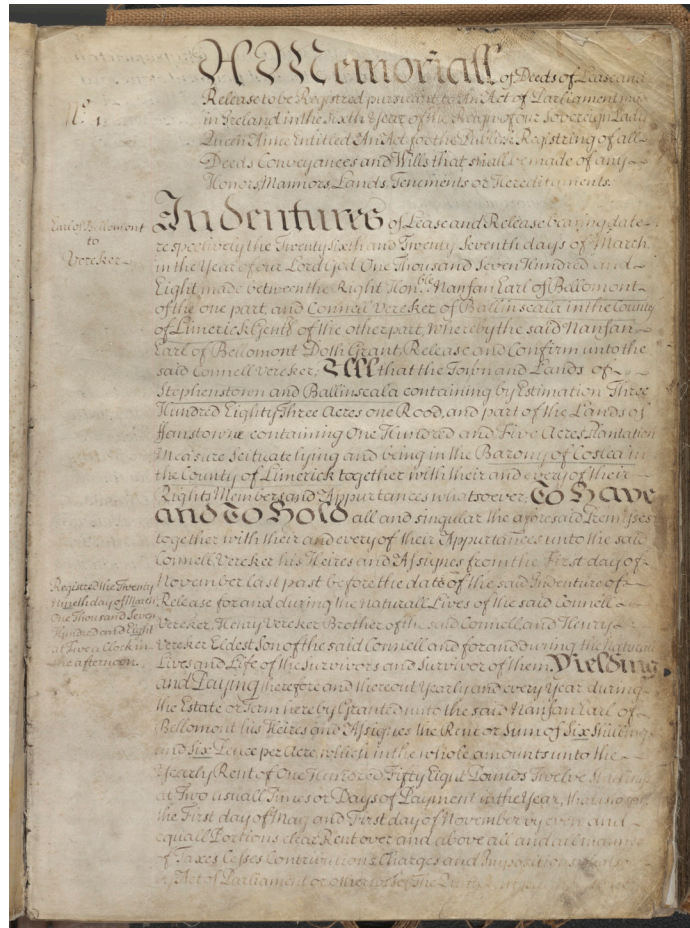 A Memoriall of Deeds of Lease and
Release to be Registred pursuant to An Act of Parliament
No. 1.
in Ireland in the Sixth Year of the Reign of our Sovereign Lady
Queen Anne Entitled An Act for the Publick Registring of all
Deeds Conveyances and Wills that shall be made of any
Honors Mannors Lands Tenements or Hereditaments.
Earl of Bellomont
to
Vereker
Indentures of Lease and Release bearing date
respectively the Twenty Sixth and Twenty Seventh days of March
in the Year of our Lord God One Thousand Seven Hundred and
Eight made between the Right Honble. Nanfan Earl of Bellomont
of the one part, and Connell Vereker of Ballinscala in the County
of Limerick Gentl of the other part, Whereby the said Nanfan
Earl of Bellomont Doth Grant Release and Confirm unto the
said Connell Vereker, All that the Town and Lands of
Stephenstown and Ballinscala containing by Estimation Three
Hundred Eighty Three Acres one Rood, and part of the Lands of
containing One Hundred and Five Acres Plantation
Measure Scituate lying and being in the Barony of Coslea in
the County of Limerick together with their and every of their
Rights Members and Appurtances whatsoever, To Have
and To Hold all and singular the aforesaid Premisses
together with their and every of their Appurtances unto the said
Connell Vereker his Heires and Assignes from the First day of
November last past before the date of the said Indenture of
Release for and during the Naturall Lives of the said Connell
Vereker, Henry Vereker Brother of the said Connell, and Henry
Vereker Eldest Son of the said Connell and for and during the Naturall
Lives and Life of the Survivors and Survivor of them, Yielding
and Paying therefore and thereout Yearly and every Year during
the Estate or Term hereby Granted unto the said Nanfan Earl of
Bellomont his Heires and Assignes the Rent or Sum of Six Shillings
and Six Pence per Acre, which in the whole amounts unto the
Yearly Rent of One Hundred Fifty Eight Pounds Twelve
at Two usuall Times or Days of Payment in the Year, that is to say
the First day of May and First day of November by even and
equall Portions clear Rent over and above all and all manner
of Taxes Cesses Contributions Charges and Impositions
Act of Parliament or otherwise
Registred the Twenty
Nineth day of March
One Thousand Seven
Hundred and Eight
at Five a Clock in
the afternoon.